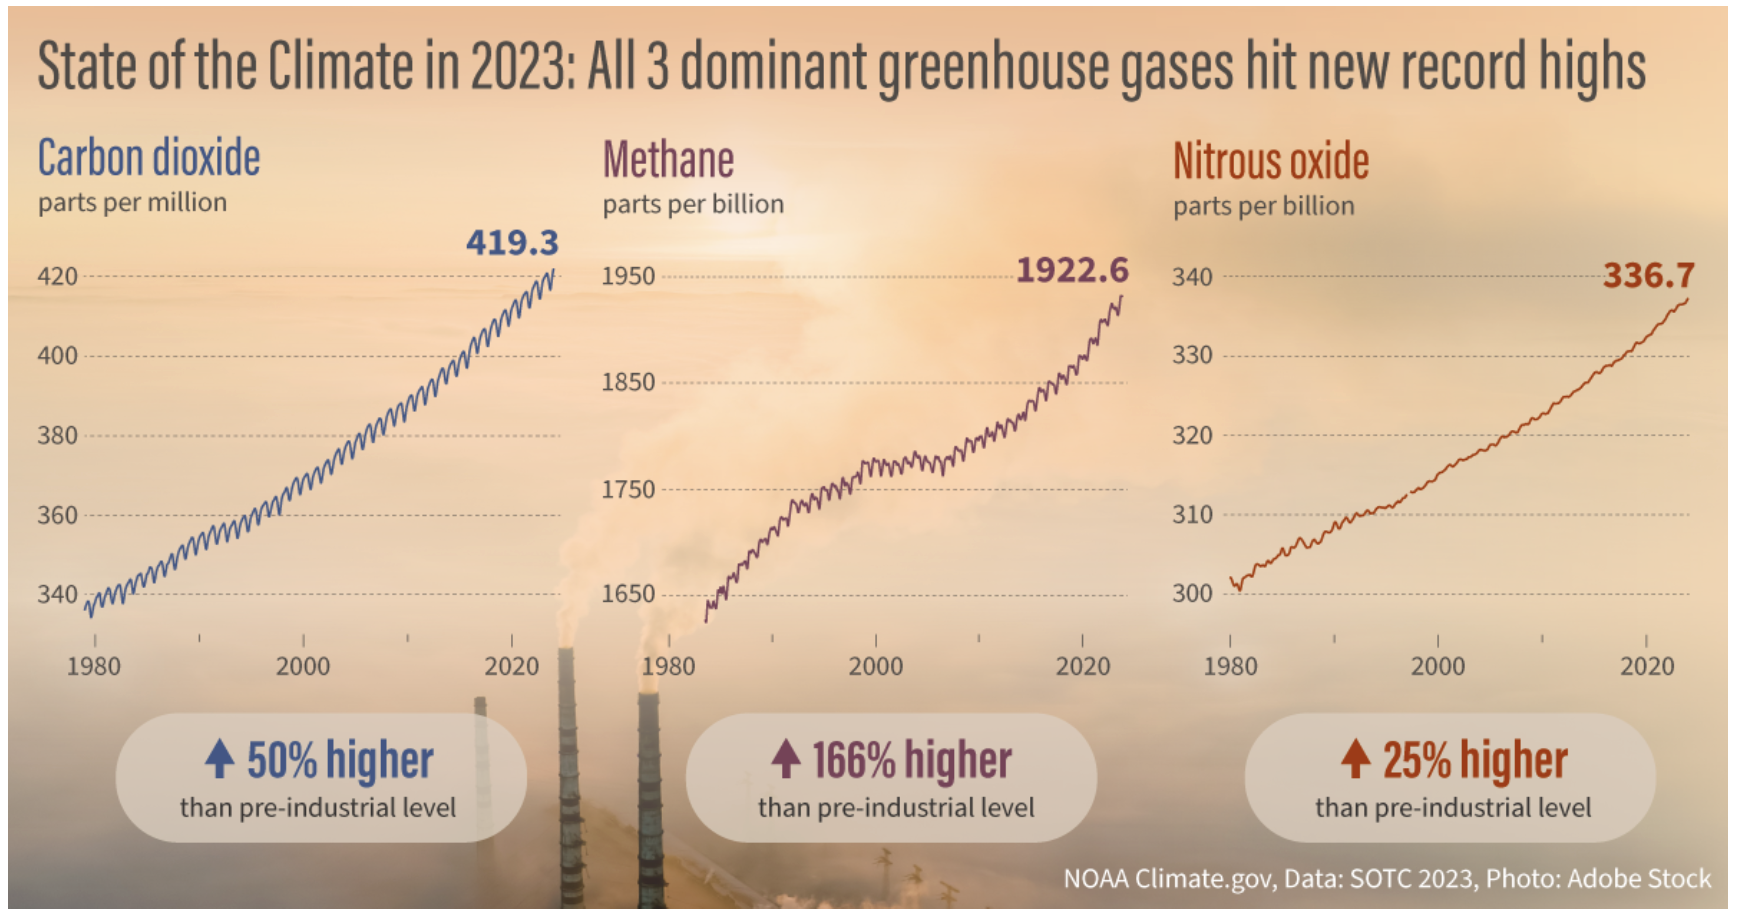 State of the Climate in 2023: All 3 dominant greenhouse gases hit new record highs
Carbon dioxide
parts per million
419.3
420
400
380
360
340
1980
2000
2020
50% higher
than pre-industrial level
Methane
parts per billion
1922.6
1950
1850
1750
1650
1980
2000
2020
166% higher
than pre-industrial level
Nitrous oxide
parts per billion
336.7
340
330
320
310
300
1980
2000
2020
25% higher
than pre-industrial level
NOAA Climate.gov, Data: SOTC 2023, Photo: Adobe Stock